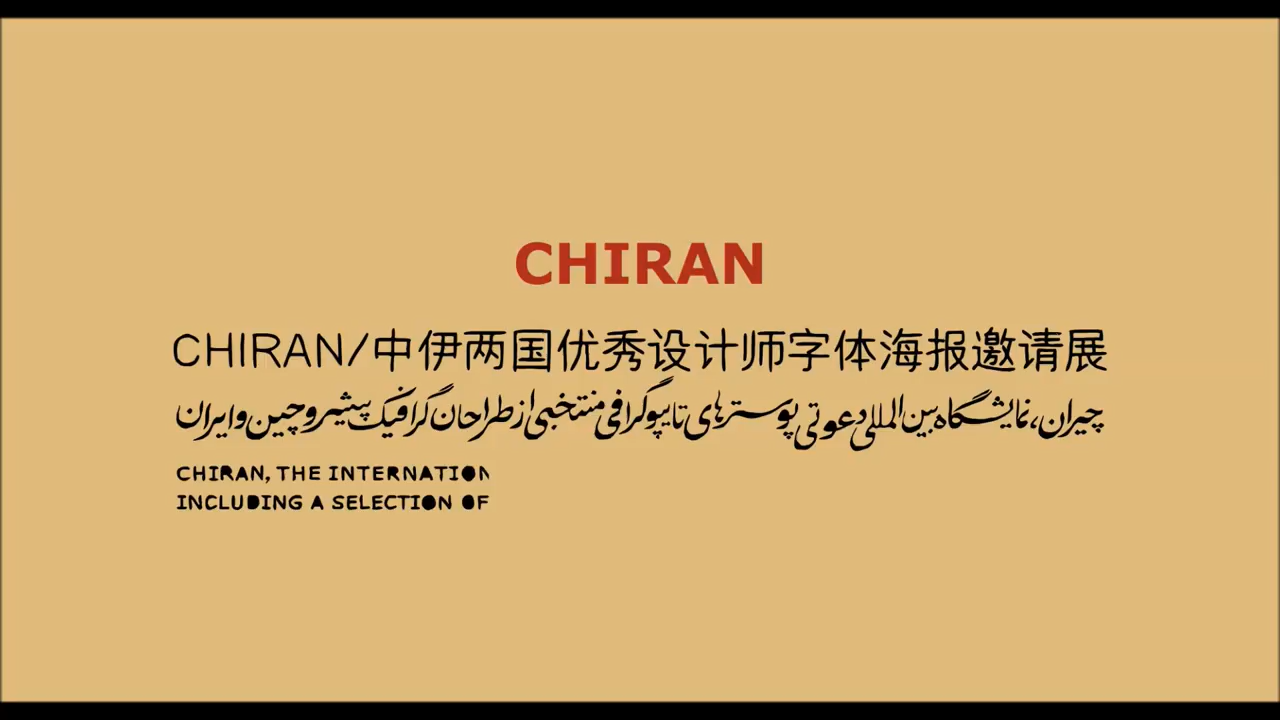 CHIRAN
CHIRAN/中伊两国优秀设计师字体海报邀请展
چیران، نمایشگاه بین‌المللی دعوتی پوسترهای تایپوگرافی منتخبی از طراحان گرافیک پیشرو چین و ایران
CHIRAN, THE INTERNATION
INCLUDING A SELECTION OF